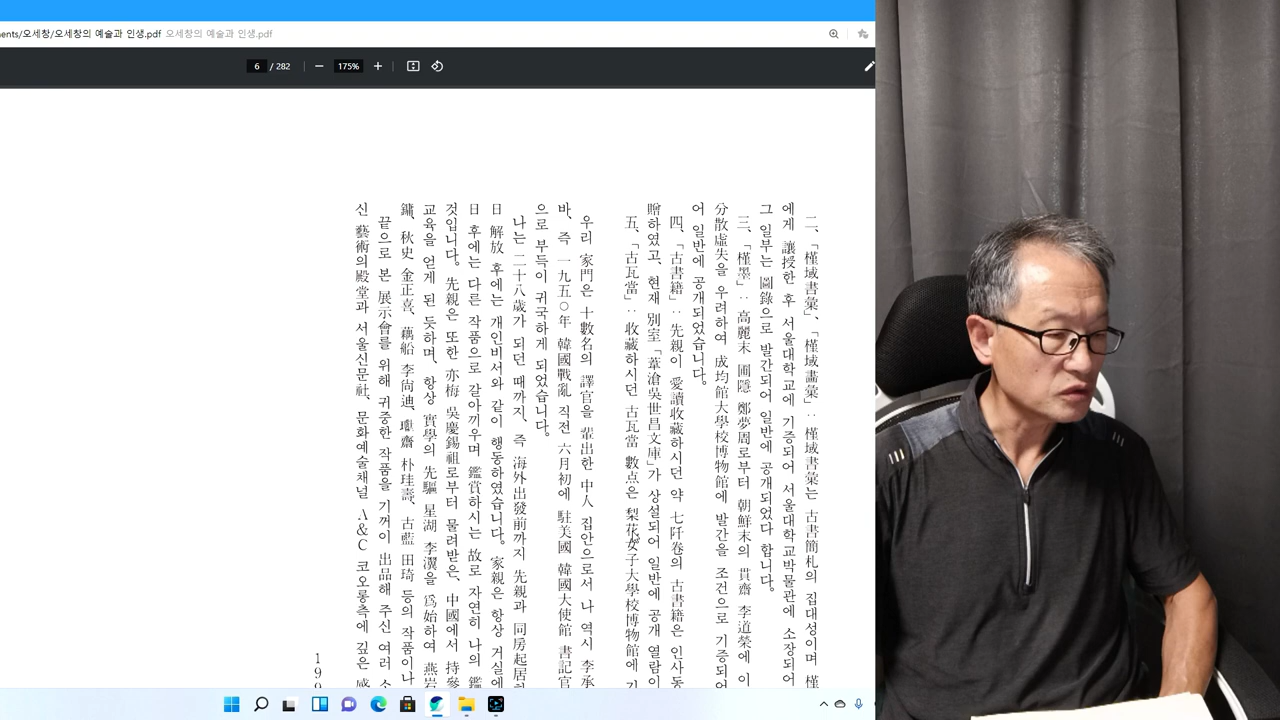 ents/오세창/오세창의 예술과 인생.pdf 오세창의 예술과 인생.pdf
6 / 282 175%
二、「槿域書彙」、「槿域畵彙」: 槿域書彙는 古書簡札의 집대성이며 槿
에게 讓授한 후 서울대학교에 기증되어 서울대학교박물관에 소장되어
그 일부는 圖錄으로 발간되어 일반에 공개되었다 합니다。
三、「槿墨」: 高麗末 圃隱 鄭夢周로부터 朝鮮末의 貫齋 李道榮에 이
分散虛失을 우려하여 成均館大學校博物館에 발간을 조건으로 기증되어
어 일반에 공개되었습니다。
四、「古書籍」: 先親이 愛讀收藏하시던 약 七阡卷의 古書籍은 인사동
贈하였고、현재 別室「葦滄吳世昌文庫」가 상설되어 일반에 공개 열람이
五、「古瓦當」: 收藏하시던 古瓦當 數点은 梨花女子大學校博物館에 기
우리 家門은 十數名의 譯官을 輩出한 中人 집안으로서 나 역시 李承
바、즉 一九五○年 韓國戰亂 직전 六月初에 駐美國 韓國大使館 書記官
으로 부득이 귀국하게 되었습니다。
나는 二十八歲가 되던 때까지、즉 海外出發前까지 先親과 同房起居하
日 解放 후에는 개인비서와 같이 행동하였습니다。家親은 항상 거실에
日 후에는 다른 작품으로 갈아끼우며 鑑賞하시는 故로 자연히 나의 鑑
것입니다。先親은 또한 亦梅 吳慶錫祖로부터 물려받은、中國에서 持參
교육을 얻게 된 듯하며、항상 實學의 先驅 星湖 李瀷을 爲始하여 燕岩
鏞、秋史 金正喜、藕船 李尙迪、瓛齋 朴珪壽、古藍 田琦 등의 작품이나
끝으로 본 展示會를 위해 귀중한 작품을 기꺼이 出品해 주신 여러 소
신 藝術의殿堂과 서울신문社、문화예술채널 A&C 코오롱측에 깊은 感
199